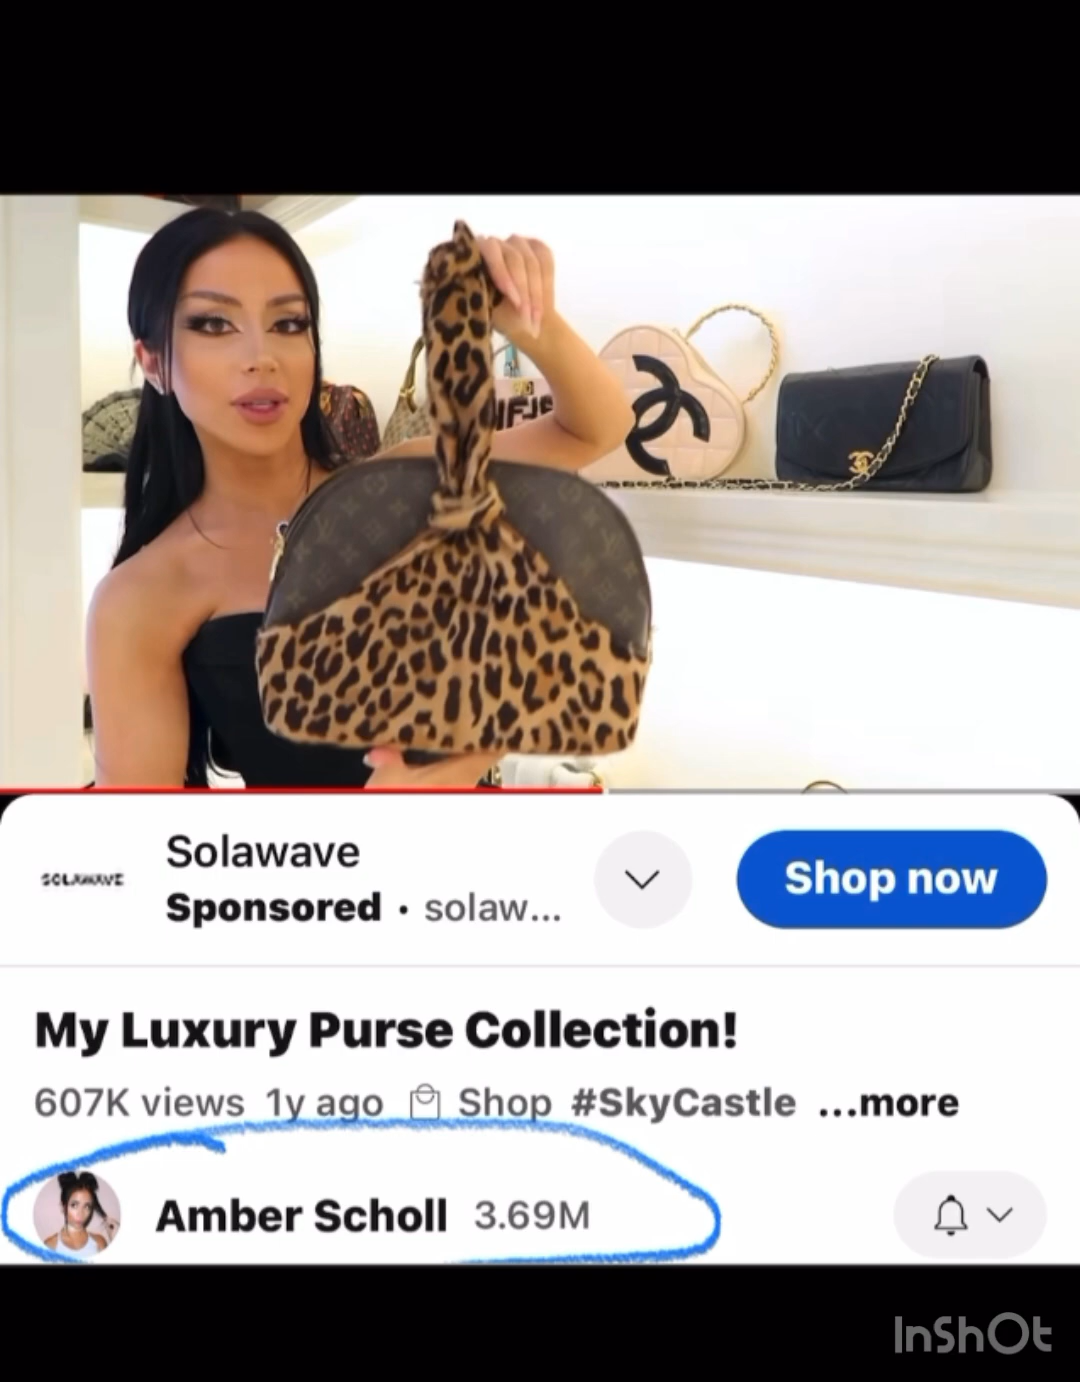 SOLAWAVE
Solawave
Sponsored • solaw...
Shop now
My Luxury Purse Collection!
607K views 1y ago Shop #SkyCastle ...more
Amber Scholl 3.69M
InShOt